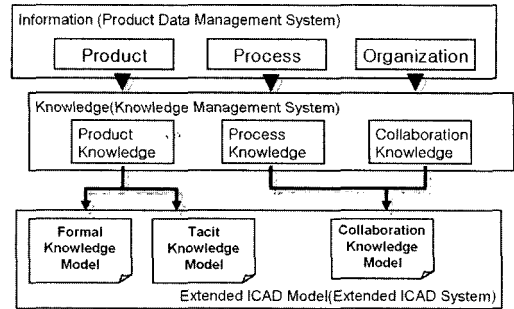 Information (Product Data Management System)
Product
Process
Organization
Knowledge(Knowledge Management System)
Product
Knowledge
Process
Knowledge
Collaboration
Knowledge
Formal
Knowledge
Model
Tacit
Knowledge
Model
Collaboration
Knowledge
Model
Extended ICAD Model(Extended ICAD System)